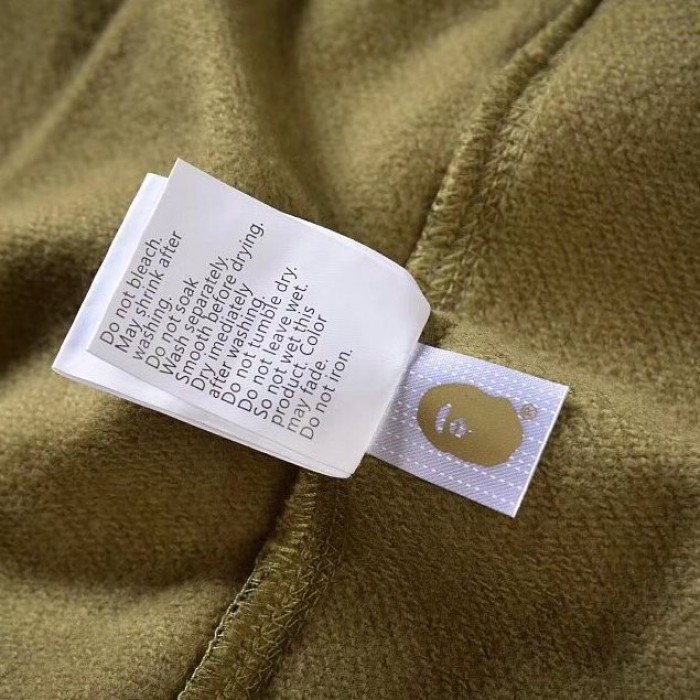 Do not bleach.
May shrink after
washing.
Do not soak
Wash separately.
Smooth before drying.
Dry imediately
after washing.
Do not tumble dry.
Do not leave wet.
So not wet this
product. Color
may fade.
Do not iron.
®